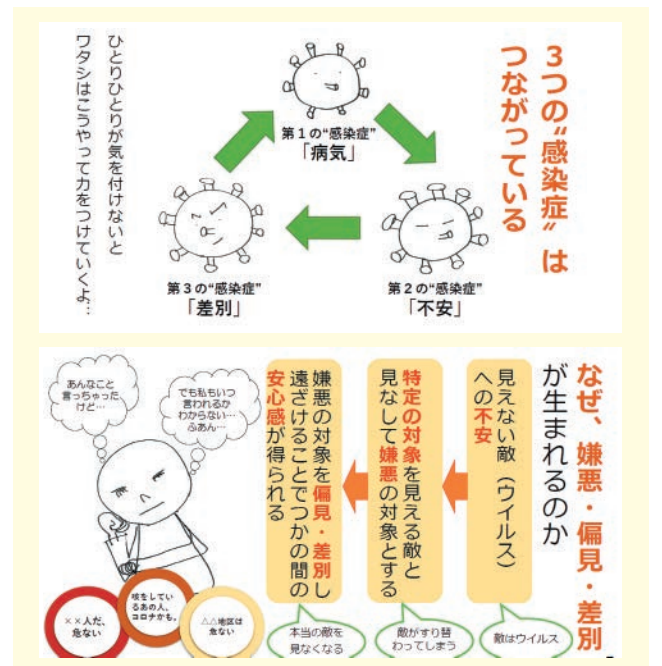 3つの“感染症”は
つながっている
第1の“感染症”
「病気」
第2の“感染症”
「不安」
第3の“感染症”
「差別」
ひとりひとりが気を付けないと
ワタシはこうやって力をつけていくよ…
なぜ、嫌悪・偏見・差別
が生まれるのか
見えない敵（ウイルス）
への不安
敵はウイルス
特定の対象を見える敵と
見なして嫌悪の対象とする
敵がすり替
わってしまう
嫌悪の対象を偏見・差別し
遠ざけることでつかの間の
安心感が得られる
本当の敵を
見なくなる
でも私もいつ
言われるか
わからない…
ふあん…
あんなこと
言っちゃった
けど…
××人だ、
危ない
咳をしてい
るあの人、
コロナかも。
△△地区は
危ない